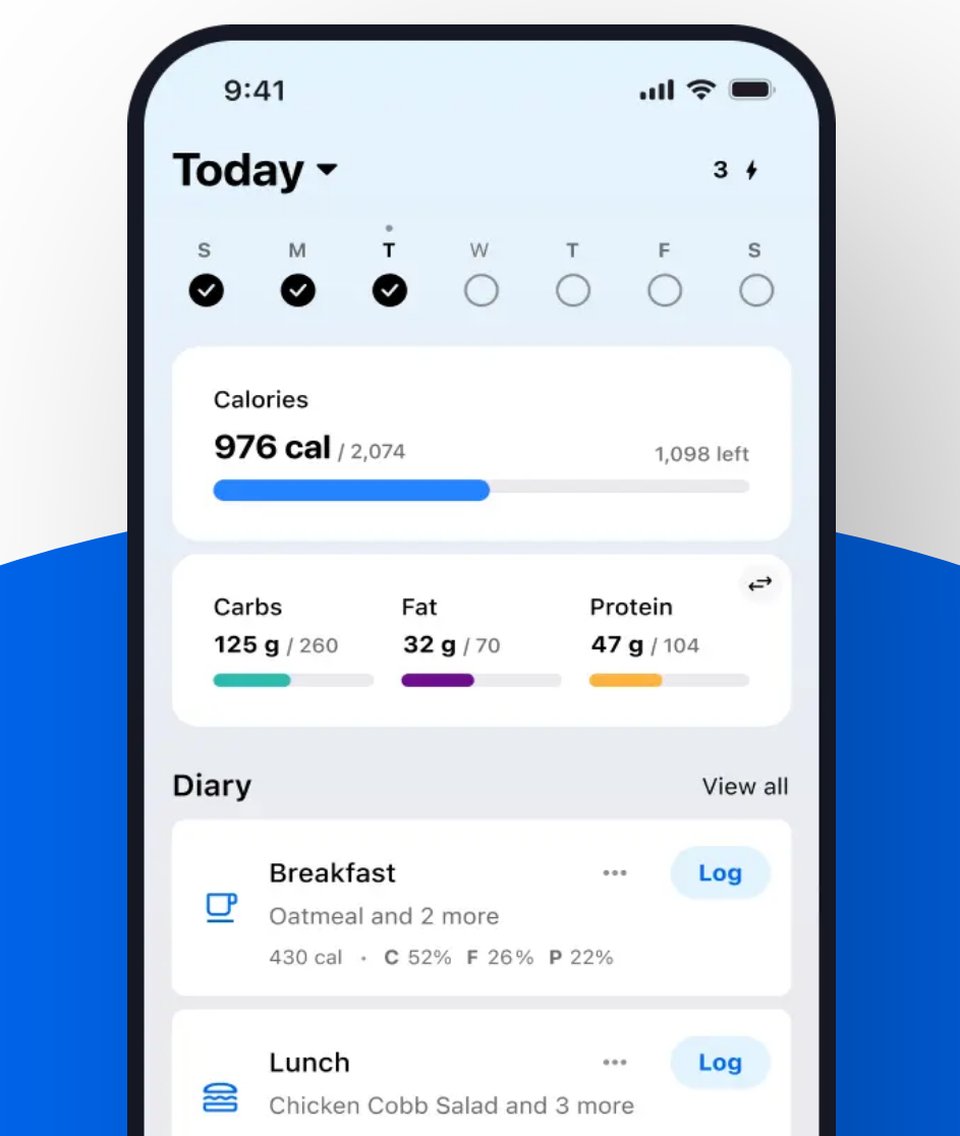 9:41
Today
3
S M T W T F S
Calories
976 cal / 2,074
1,098 left
Carbs Fat Protein
125 g / 260 32 g / 70 47 g / 104
Diary View all
Breakfast ••• Log
Oatmeal and 2 more
430 cal • C 52% F 26% P 22%
Lunch ••• Log
Chicken Cobb Salad and 3 more